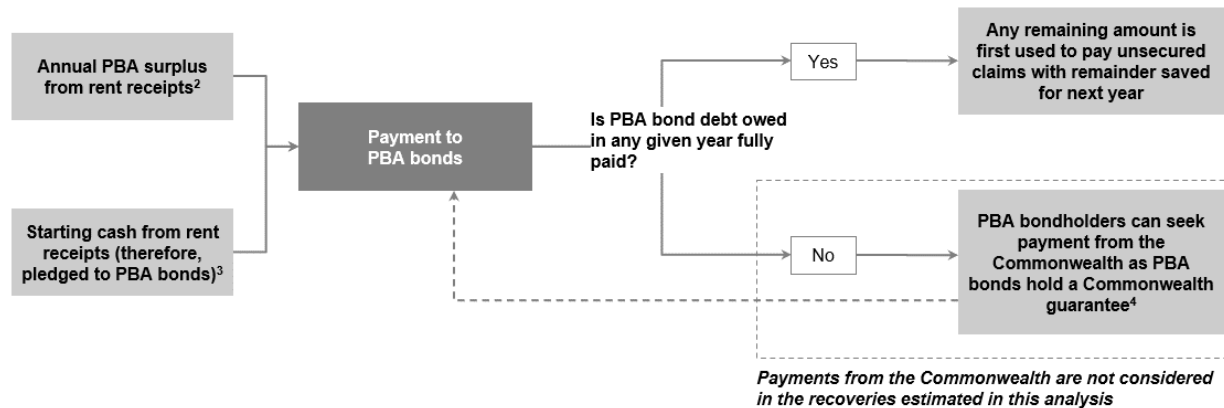 Annual PBA surplus
from rent receipts²
Starting cash from rent
receipts (therefore,
pledged to PBA bonds)³
Payment to
PBA bonds
Is PBA bond debt owed
in any given year fully
paid?
Yes
Any remaining amount is
first used to pay unsecured
claims with remainder saved
for next year
No
PBA bondholders can seek
payment from the
Commonwealth as PBA
bonds hold a Commonwealth
guarantee⁴
Payments from the Commonwealth are not considered
in the recoveries estimated in this analysis